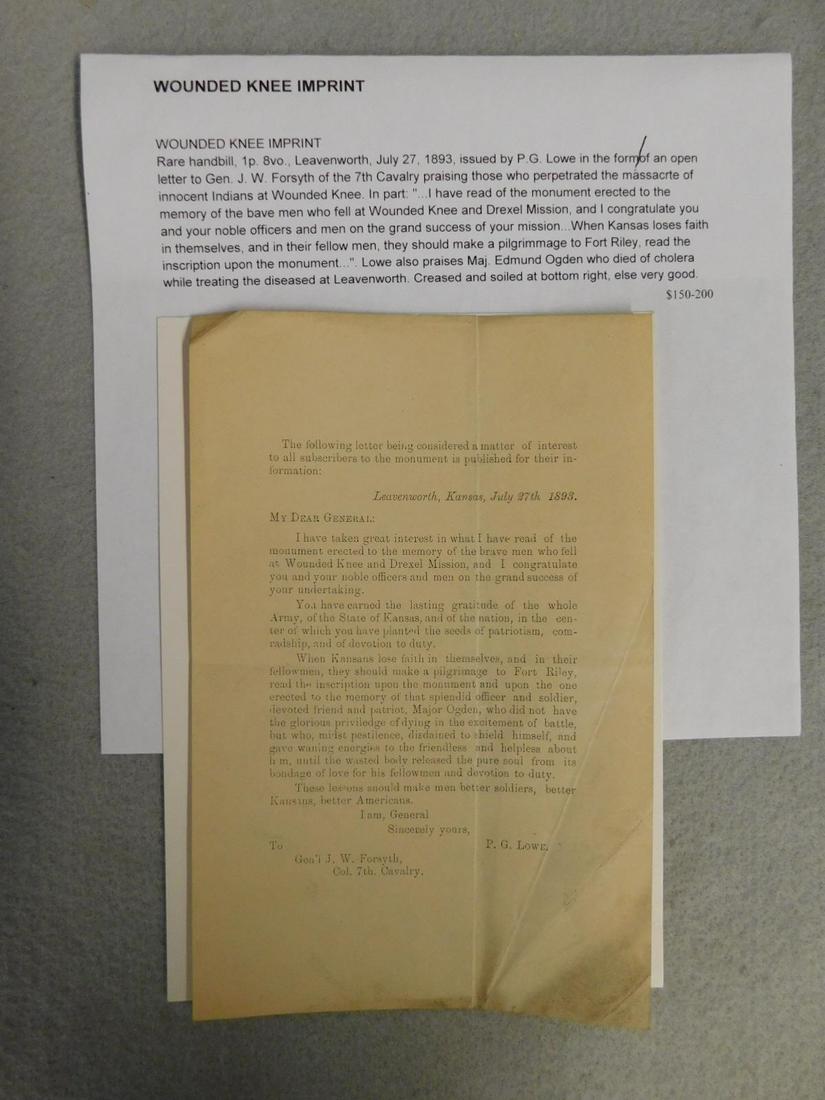 WOUNDED KNEE IMPRINT
WOUNDED KNEE IMPRINT
Rare handbill, 1p. 8vo., Leavenworth, July 27, 1893, issued by P.G. Lowe in the form/of an open
letter to Gen. J. W. Forsyth of the 7th Cavalry praising those who perpetrated the massacrte of
innocent Indians at Wounded Knee. In part: "...I have read of the monument erected to the
memory of the bave men who fell at Wounded Knee and Drexel Mission, and I congratulate you
and your noble officers and men on the grand success of your mission...When Kansas loses faith
in themselves, and in their fellow men, they should make a pilgrimmage to Fort Riley, read the
inscription upon the monument...". Lowe also praises Maj. Edmund Ogden who died of cholera
while treating the diseased at Leavenworth. Creased and soiled at bottom right, else very good.
$150-200
The following letter being considered a matter of interest
to all subscribers to the monument is published for their in-
formation:
Leavenworth, Kansas, July 27th 1893.
MY DEAR GENERAL:
I have taken great interest in what I have read of the
monument erected to the memory of the brave men who fell
at Wounded Knee and Drexel Mission, and I congratulate
you and your noble officers and men on the grand success of
your undertaking.
You have earned the lasting gratitude of the whole
Army, of the State of Kansas, and of the nation, in the cen-
ter of which you have planted the seeds of patriotism, com-
radship, and of devotion to duty.
When Kansans lose faith in themselves, and in their
fellowmen, they should make a pilgrimage to Fort Riley,
read the inscription upon the monument and upon the one
erected to the memory of that splendid officer and soldier,
devoted friend and patriot, Major Ogden, who did not have
the glorious priviledge of dying in the excitement of battle,
but who, midst pestilence, disdained to shield himself, and
gave waning energies to the friendless and helpless about
him, until the wasted body released the pure soul from its
bondage of love for his fellowmen and devotion to duty.
These lessons should make men better soldiers, better
Kansans, better Americans.
I am, General
Sincerely yours,
To P. G. LOWE.
Gen'l J. W. Forsyth,
Col. 7th. Cavalry.